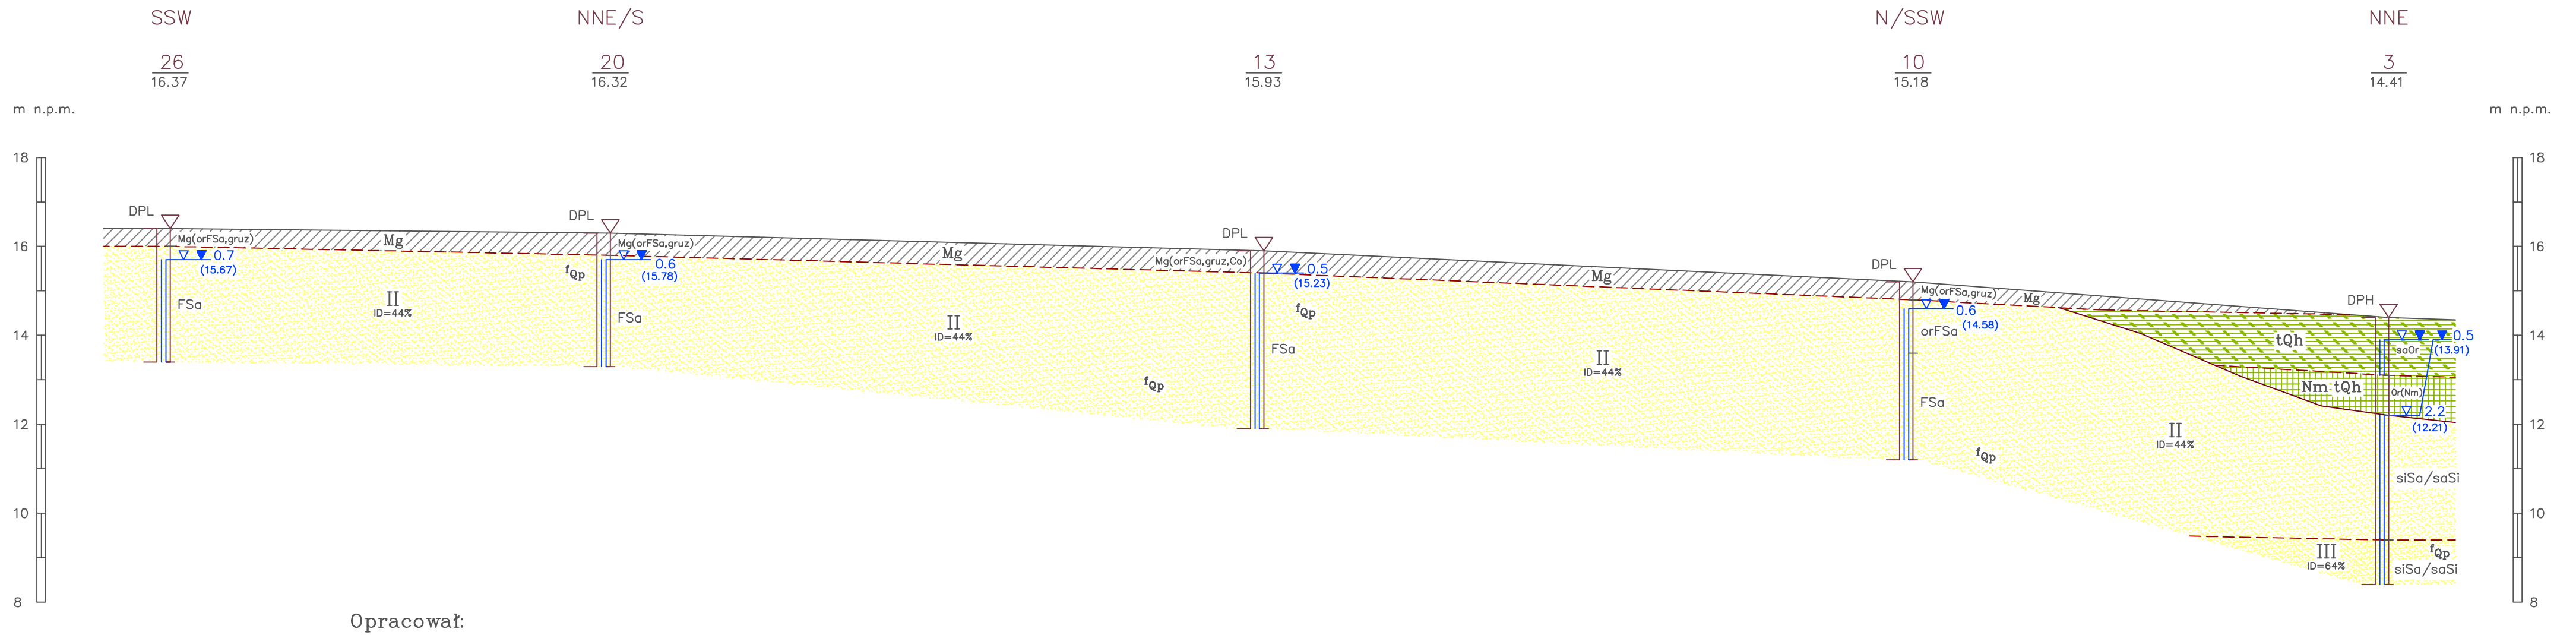 SSW NNE/S N/SSW NNE
26 20 13 10 3
16.37 16.32 15.93 15.18 14.41
m n.p.m. m n.p.m.
18 18
DPL
DPL
DPL
DPL
DPH
16 16
Mg(orFSa,gruz) Mg Mg(orFSa,gruz) Mg Mg(orFSa,gruz,Co) Mg Mg(orFSa,gruz) Mg
0.7 0.6 0.5 0.6 0.5
(15.67) (15.78) (15.23) (14.58) (13.91)
fQp fQp
FSa II FSa II FSa II orFSa tQh saOr
ID=44% ID=44% ID=44%
14 14
fQp FSa Nm tQh Or(Nm)
2.2
(12.21)
12 12
II
ID=44%
fQp
siSa/saSi
10 10
III fQp
ID=64% siSa/saSi
8 8
Opracował: